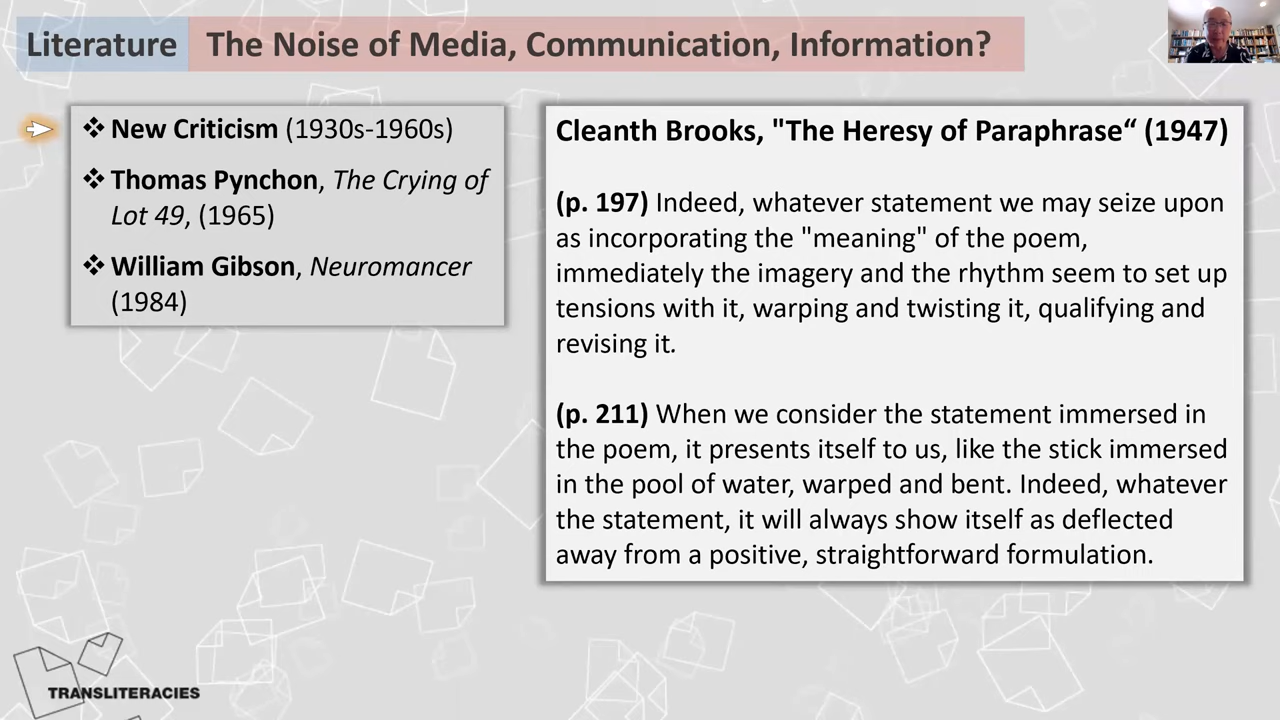 Literature The Noise of Media, Communication, Information?
❖ New Criticism (1930s-1960s)
❖ Thomas Pynchon, The Crying of
Lot 49, (1965)
❖ William Gibson, Neuromancer
(1984)
Cleanth Brooks, "The Heresy of Paraphrase“ (1947)
(p. 197) Indeed, whatever statement we may seize upon
as incorporating the "meaning" of the poem,
immediately the imagery and the rhythm seem to set up
tensions with it, warping and twisting it, qualifying and
revising it.
(p. 211) When we consider the statement immersed in
the poem, it presents itself to us, like the stick immersed
in the pool of water, warped and bent. Indeed, whatever
the statement, it will always show itself as deflected
away from a positive, straightforward formulation.
TRANSLITERACIES